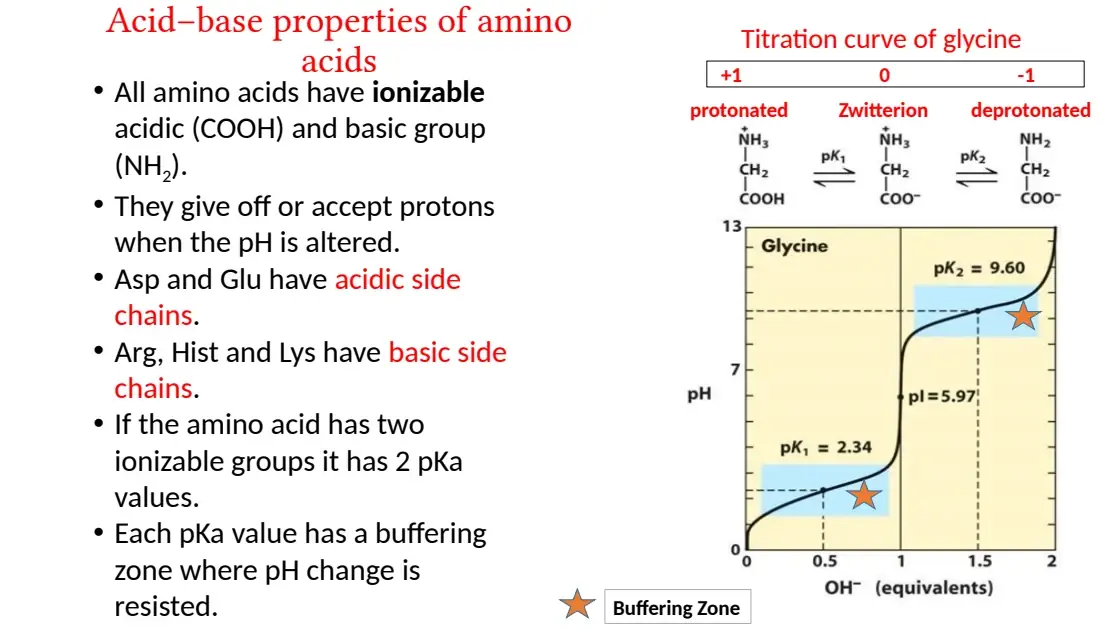 Acid–base properties of amino
acids
• All amino acids have ionizable
acidic (COOH) and basic group
(NH₂).
• They give off or accept protons
when the pH is altered.
• Asp and Glu have acidic side
chains.
• Arg, Hist and Lys have basic side
chains.
• If the amino acid has two
ionizable groups it has 2 pKa
values.
• Each pKa value has a buffering
zone where pH change is
resisted.
Titration curve of glycine
+1 0 -1
protonated Zwitterion deprotonated
+ +
NH₃ NH₃ NH₂
pK₁ pK₂
CH₂ CH₂ CH₂
COOH COO⁻ COO⁻
13
Glycine
pK₂ = 9.60
7
pH
pI=5.97
pK₁ = 2.34
0
0 0.5 1 1.5 2
OH⁻ (equivalents)
Buffering Zone